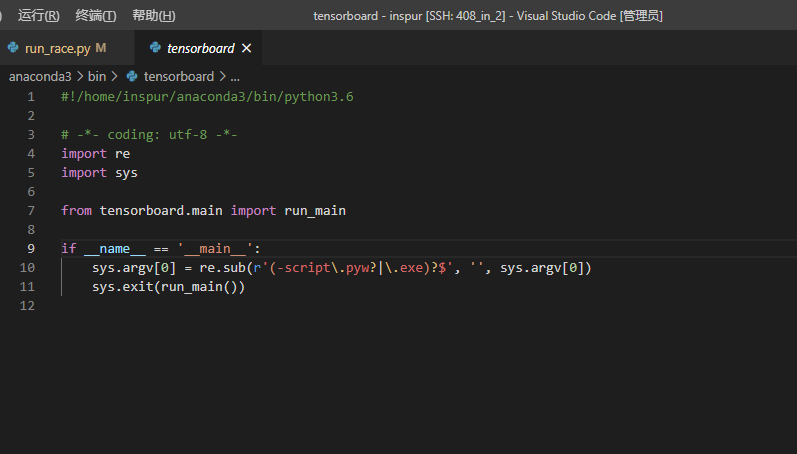 ) 运行(R) 终端(T) 帮助(H) tensorboard - inspur [SSH: 408_in_2] - Visual Studio Code [管理员]
run_race.py M tensorboard ×
anaconda3 > bin > tensorboard > ...
1 #!/home/inspur/anaconda3/bin/python3.6
2
3 # -*- coding: utf-8 -*-
4 import re
5 import sys
6
7 from tensorboard.main import run_main
8
9 if __name__ == '__main__':
10 sys.argv[0] = re.sub(r'(-script\.pyw?|\.exe)?$', '', sys.argv[0])
11 sys.exit(run_main())
12